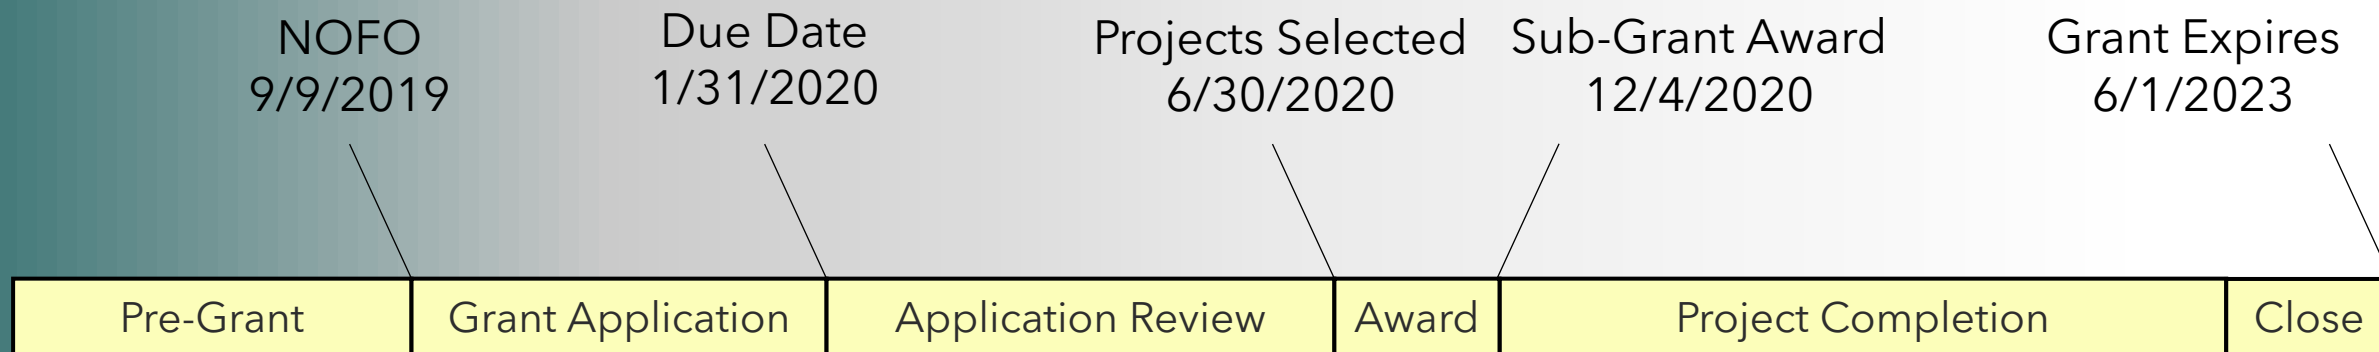 NOFO
9/9/2019
Due Date
1/31/2020
Projects Selected
6/30/2020
Sub-Grant Award
12/4/2020
Grant Expires
6/1/2023
Pre-Grant
Grant Application
Application Review
Award
Project Completion
Close